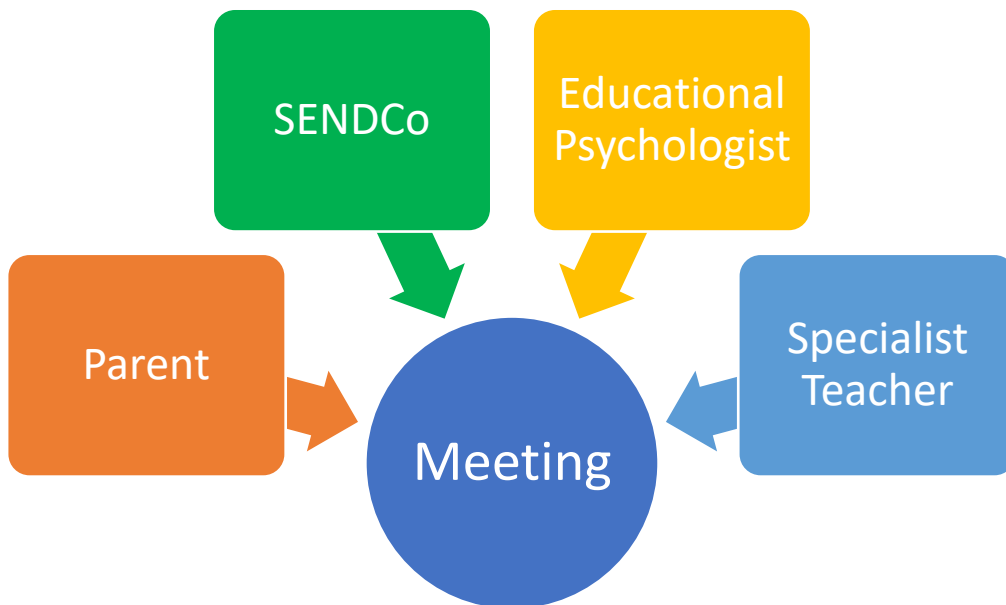 SENDCo
Educational
Psychologist
Parent
Specialist
Teacher
Meeting